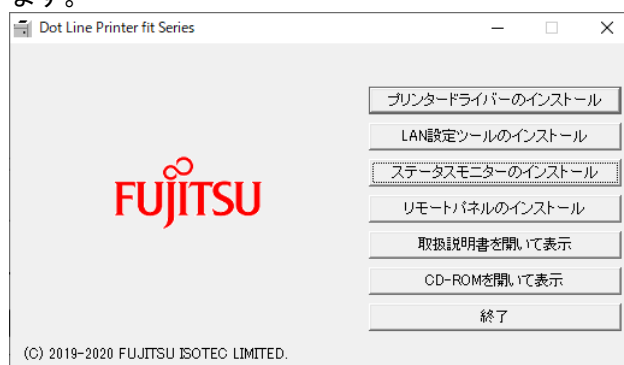 ます。
Dot Line Printer fit Series
プリンタードライバーのインストール
LAN設定ツールのインストール
ステータスモニターのインストール
リモートパネルのインストール
取扱説明書を開いて表示
CD-ROMを開いて表示
終了
FUJITSU
(C) 2019-2020 FUJITSU ISOTEC LIMITED.